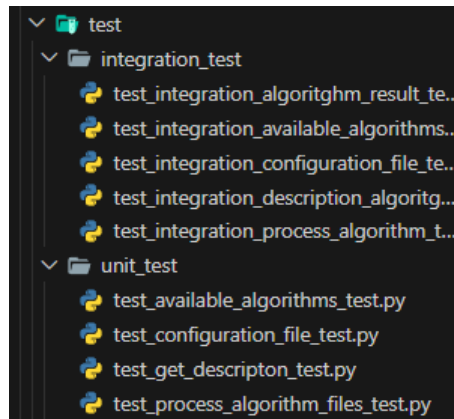 test
integration_test
test_integration_algoritghm_result_te...
test_integration_available_algorithms...
test_integration_configuration_file_te...
test_integration_description_algoritg...
test_integration_process_algorithm_t...
unit_test
test_available_algorithms_test.py
test_configuration_file_test.py
test_get_descripton_test.py
test_process_algorithm_files_test.py